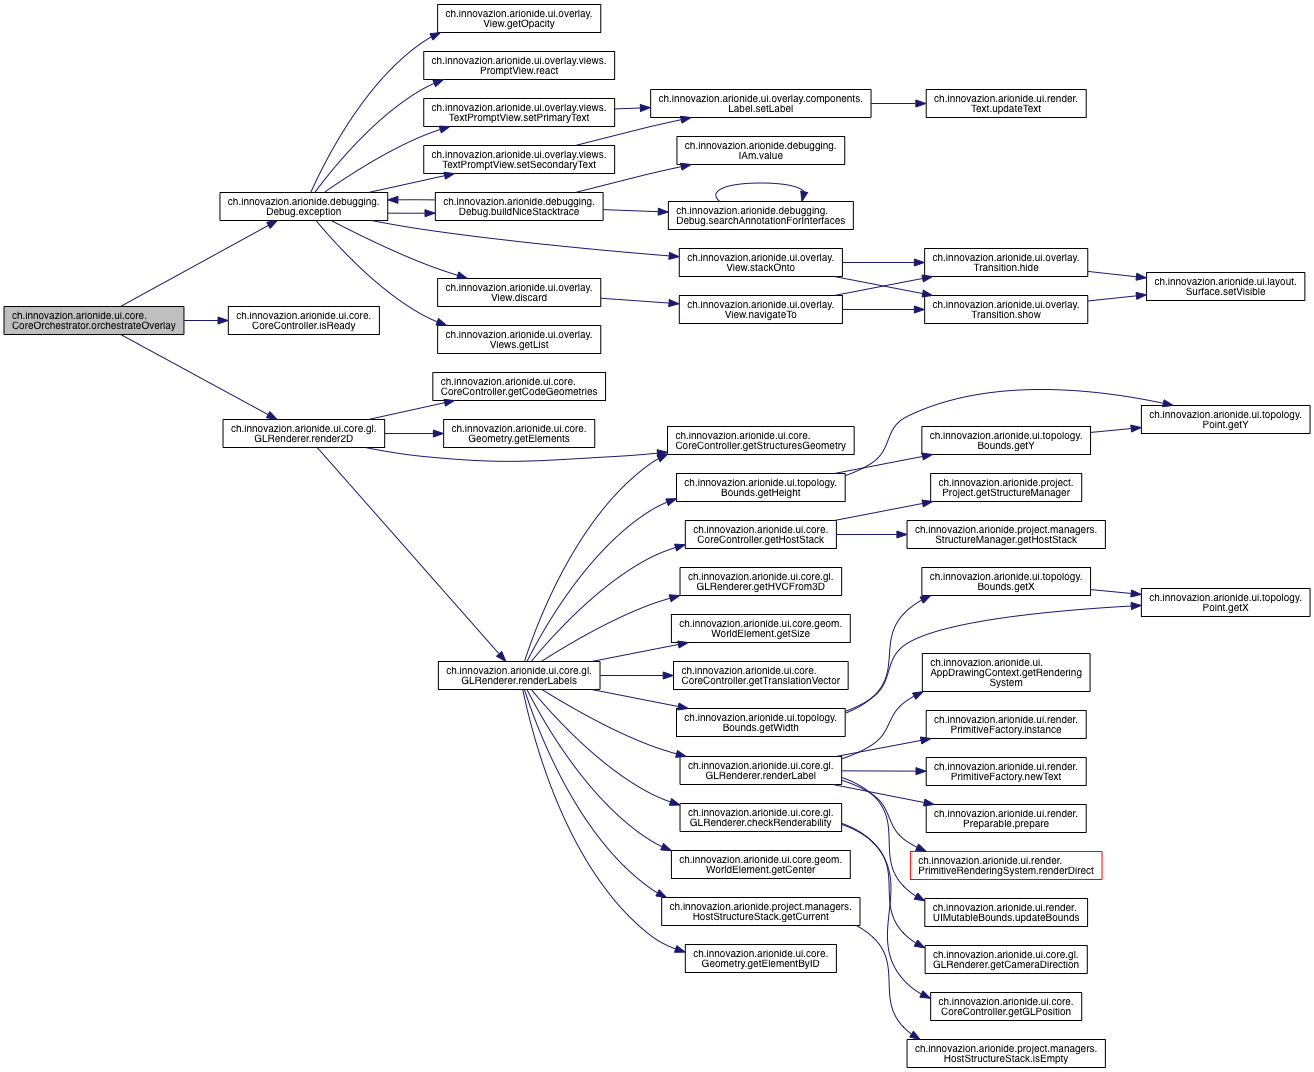 ch.innovazion.arionide.ui.overlay.
View.getOpacity
ch.innovazion.arionide.ui.overlay.views.
PromptView.react
ch.innovazion.arionide.ui.overlay.views.
TextPromptView.setPrimaryText
ch.innovazion.arionide.ui.overlay.components.
Label.setLabel
ch.innovazion.arionide.ui.render.
Text.updateText
ch.innovazion.arionide.ui.overlay.views.
TextPromptView.setSecondaryText
ch.innovazion.arionide.debugging.
IAm.value
ch.innovazion.arionide.debugging.
Debug.exception
ch.innovazion.arionide.debugging.
Debug.buildNiceStacktrace
ch.innovazion.arionide.debugging.
Debug.searchAnnotationForInterfaces
ch.innovazion.arionide.ui.overlay.
View.stackOnto
ch.innovazion.arionide.ui.overlay.
Transition.hide
ch.innovazion.arionide.ui.layout.
Surface.setVisible
ch.innovazion.arionide.ui.overlay.
View.discard
ch.innovazion.arionide.ui.overlay.
View.navigateTo
ch.innovazion.arionide.ui.overlay.
Transition.show
ch.innovazion.arionide.ui.core.
CoreOrchestrator.orchestrateOverlay
ch.innovazion.arionide.ui.core.
CoreController.isReady
ch.innovazion.arionide.ui.overlay.
Views.getList
ch.innovazion.arionide.ui.core.
CoreController.getCodeGeometries
ch.innovazion.arionide.ui.core.gl.
GLRenderer.render2D
ch.innovazion.arionide.ui.core.
Geometry.getElements
ch.innovazion.arionide.ui.core.
CoreController.getStructuresGeometry
ch.innovazion.arionide.ui.topology.
Bounds.getY
ch.innovazion.arionide.ui.topology.
Point.getY
ch.innovazion.arionide.ui.topology.
Bounds.getHeight
ch.innovazion.arionide.project.
Project.getStructureManager
ch.innovazion.arionide.ui.core.
CoreController.getHostStack
ch.innovazion.arionide.project.managers.
StructureManager.getHostStack
ch.innovazion.arionide.ui.core.gl.
GLRenderer.getHVCFrom3D
ch.innovazion.arionide.ui.topology.
Bounds.getX
ch.innovazion.arionide.ui.topology.
Point.getX
ch.innovazion.arionide.ui.core.geom.
WorldElement.getSize
ch.innovazion.arionide.ui.core.gl.
GLRenderer.renderLabels
ch.innovazion.arionide.ui.core.
CoreController.getTranslationVector
ch.innovazion.arionide.ui.
AppDrawingContext.getRendering
System
ch.innovazion.arionide.ui.topology.
Bounds.getWidth
ch.innovazion.arionide.ui.render.
PrimitiveFactory.instance
ch.innovazion.arionide.ui.core.gl.
GLRenderer.renderLabel
ch.innovazion.arionide.ui.render.
PrimitiveFactory.newText
ch.innovazion.arionide.ui.core.gl.
GLRenderer.checkRenderability
ch.innovazion.arionide.ui.render.
Preparable.prepare
ch.innovazion.arionide.ui.core.geom.
WorldElement.getCenter
ch.innovazion.arionide.ui.render.
PrimitiveRenderingSystem.renderDirect
ch.innovazion.arionide.project.managers.
HostStructureStack.getCurrent
ch.innovazion.arionide.ui.render.
UIMutableBounds.updateBounds
ch.innovazion.arionide.ui.core.
Geometry.getElementByID
ch.innovazion.arionide.ui.core.gl.
GLRenderer.getCameraDirection
ch.innovazion.arionide.ui.core.
CoreController.getGLPosition
ch.innovazion.arionide.project.managers.
HostStructureStack.isEmpty